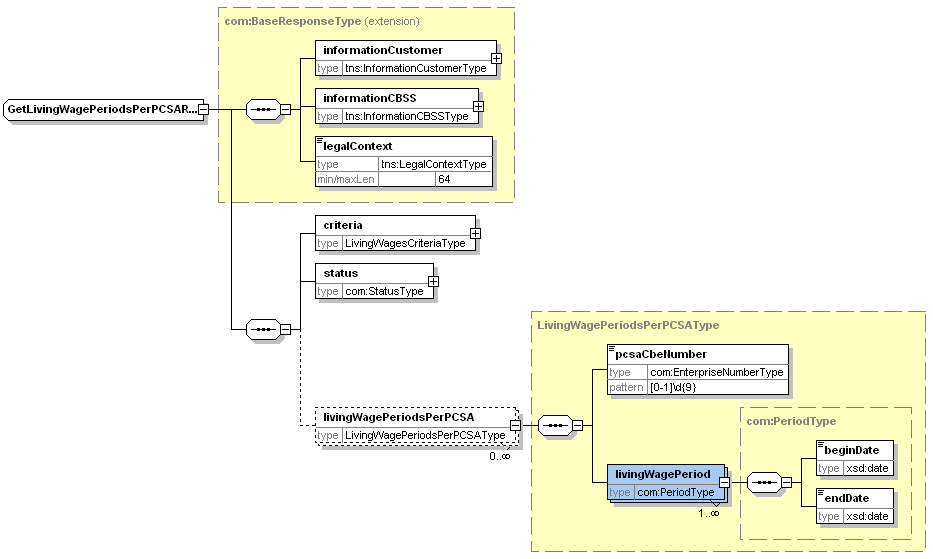 com:BaseResponseType (extension)
informationCustomer
type tns:InformationCustomerType
GetLivingWagePeriodsPerPCSAR...
informationCBSS
type tns:InformationCBSSType
legalContext
type tns:LegalContextType
min/maxLen 64
criteria
type LivingWagesCriteriaType
status
type com:StatusType
livingWagePeriodsPerPCSA
type LivingWagePeriodsPerPCSAType
0..∞
LivingWagePeriodsPerPCSAType
pcsaCbeNumber
type com:EnterpriseNumberType
pattern [0-1]\d{9}
livingWagePeriod
type com:PeriodType
1..∞
com:PeriodType
beginDate
type xsd:date
endDate
type xsd:date